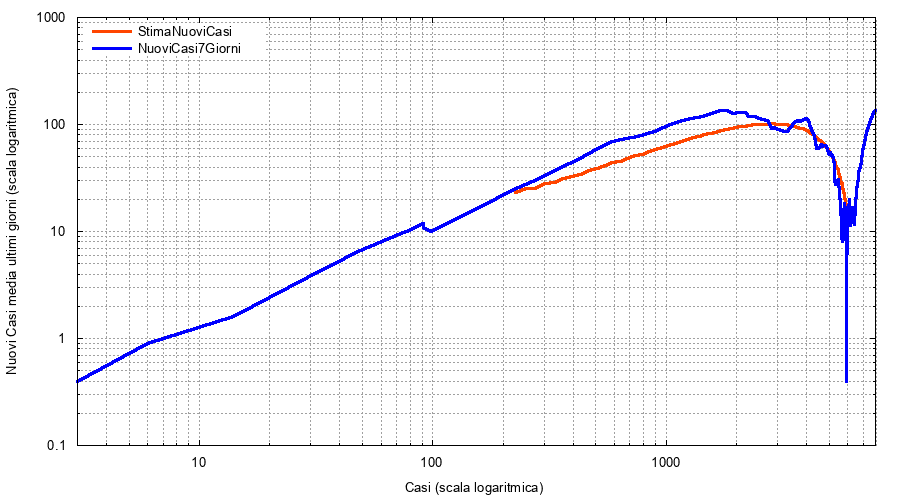 1000
StimaNuoviCasi
NuoviCasi7Giorni
100
10
1
0.1
Nuovi Casi media ultimi giorni (scala logaritmica)
10
100
1000
Casi (scala logaritmica)